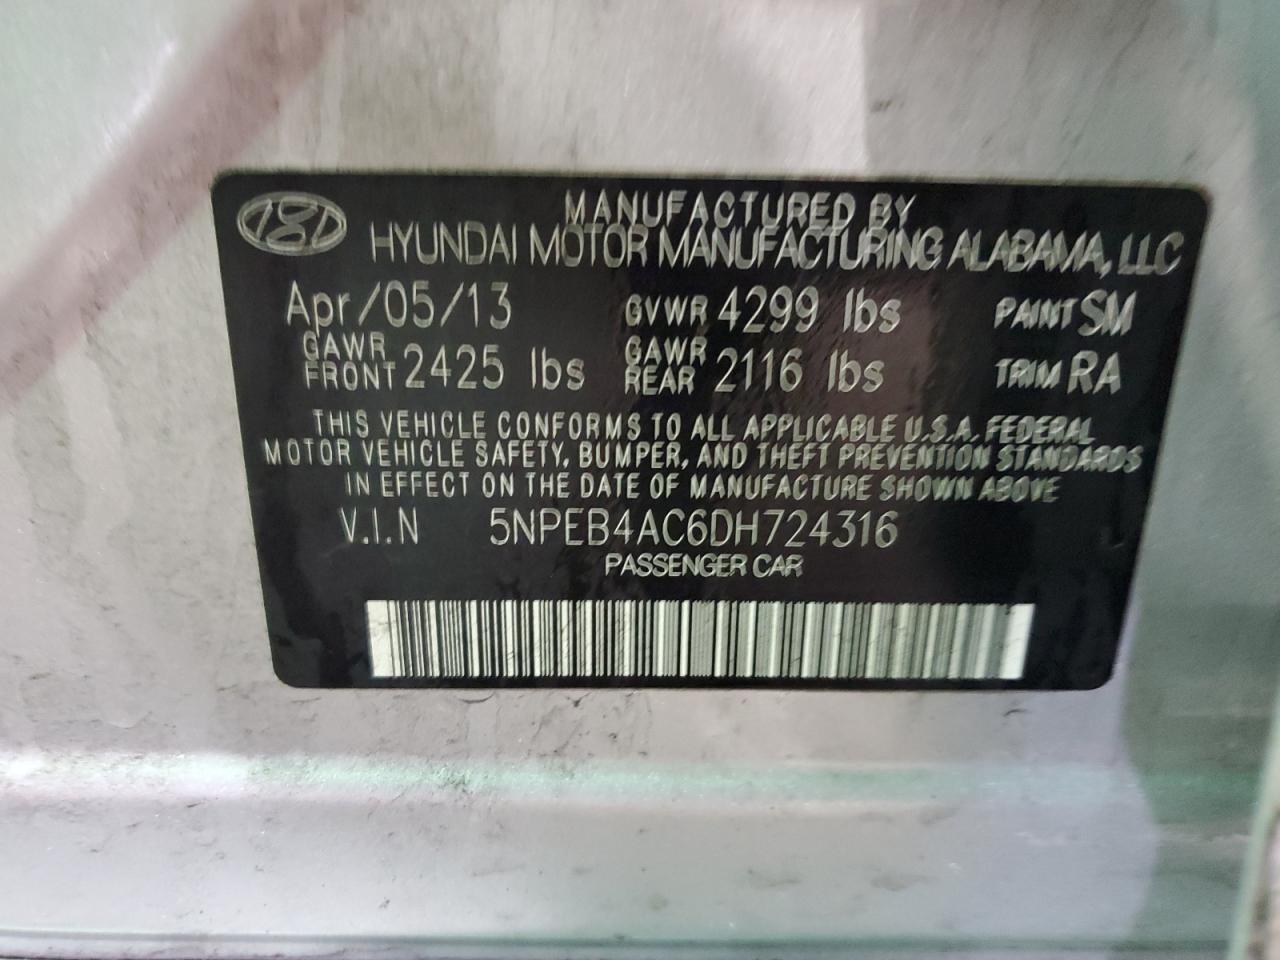 MANUFACTURED BY
HYUNDAI MOTOR MANUFACTURING ALABAMA, LLC
Apr/05/13 GVWR 4299 lbs PAINT SM
GAWR FRONT 2425 lbs GAWR REAR 2116 lbs TRIM RA
THIS VEHICLE CONFORMS TO ALL APPLICABLE U.S.A. FEDERAL
MOTOR VEHICLE SAFETY, BUMPER, AND THEFT PREVENTION STANDARDS
IN EFFECT ON THE DATE OF MANUFACTURE SHOWN ABOVE
V.I.N 5NPEB4AC6DH724316
PASSENGER CAR